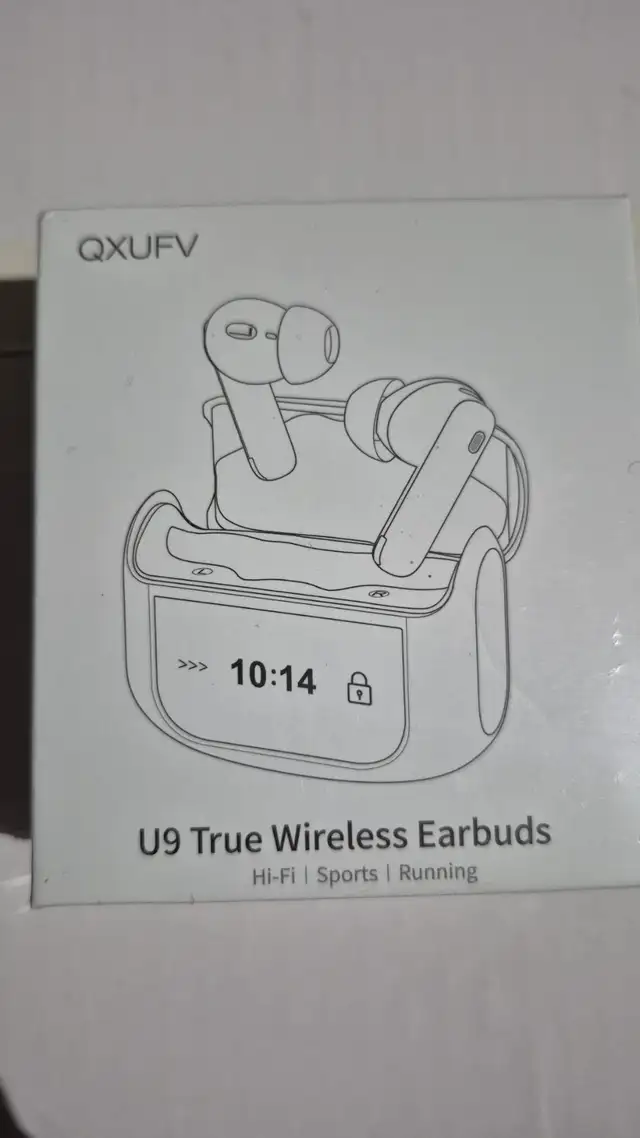 QXUFV
L
R
>>> 10:14
U9 True Wireless Earbuds
Hi-Fi | Sports | Running